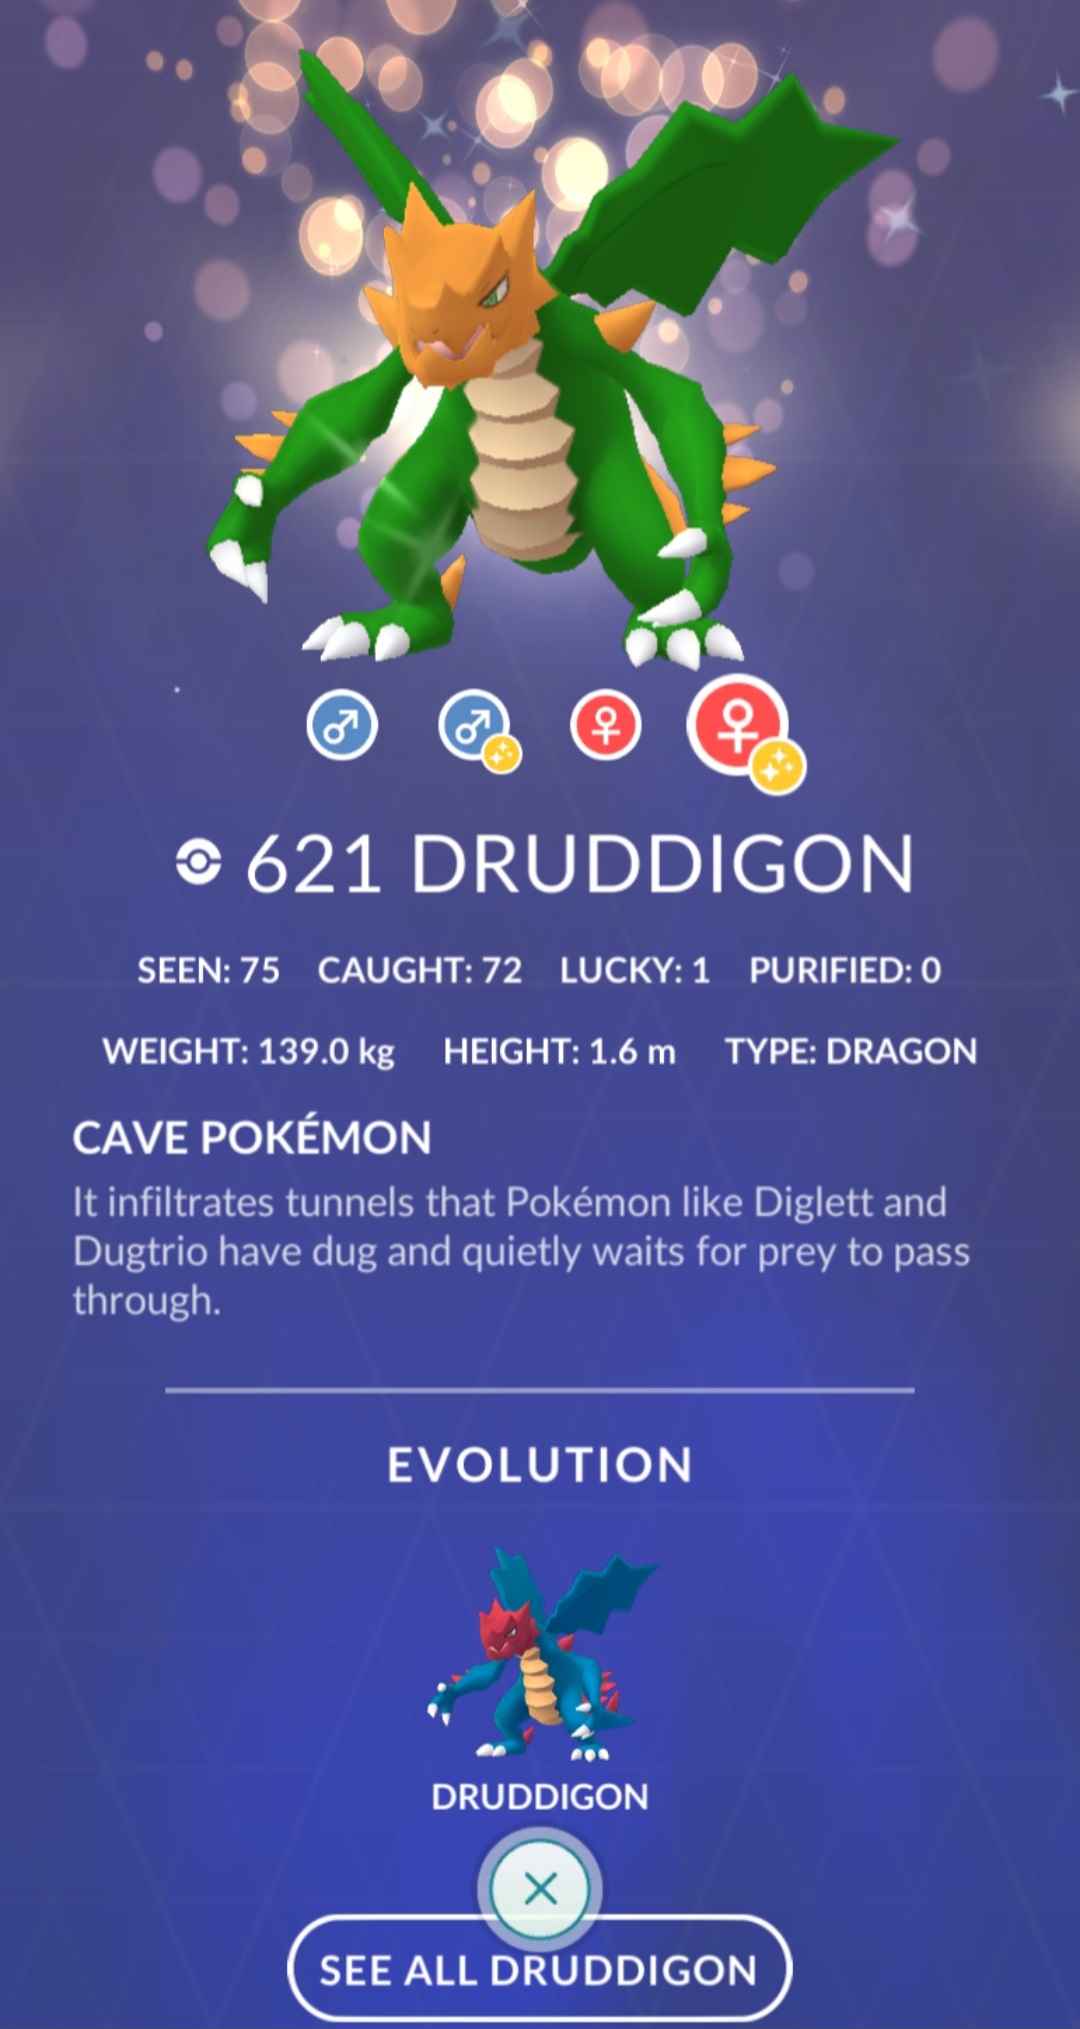 621 DRUDDIGON
SEEN: 75 CAUGHT: 72 LUCKY: 1 PURIFIED: 0
WEIGHT: 139.0 kg HEIGHT: 1.6 m TYPE: DRAGON
CAVE POKÉMON
It infiltrates tunnels that Pokémon like Diglett and
Dugtrio have dug and quietly waits for prey to pass
through.
EVOLUTION
DRUDDIGON
SEE ALL DRUDDIGON